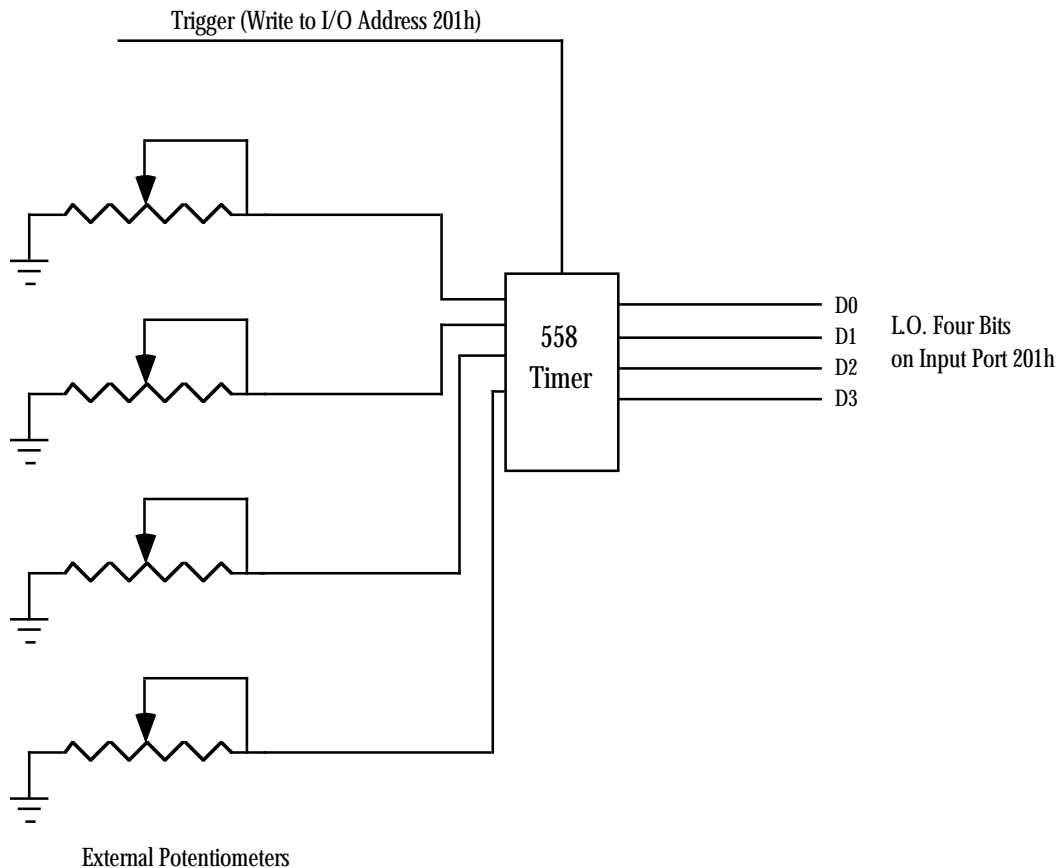 Trigger (Write to I/O Address 201h)
558
Timer
D0
D1
D2
D3
L.O. Four Bits
on Input Port 201h
External Potentiometers